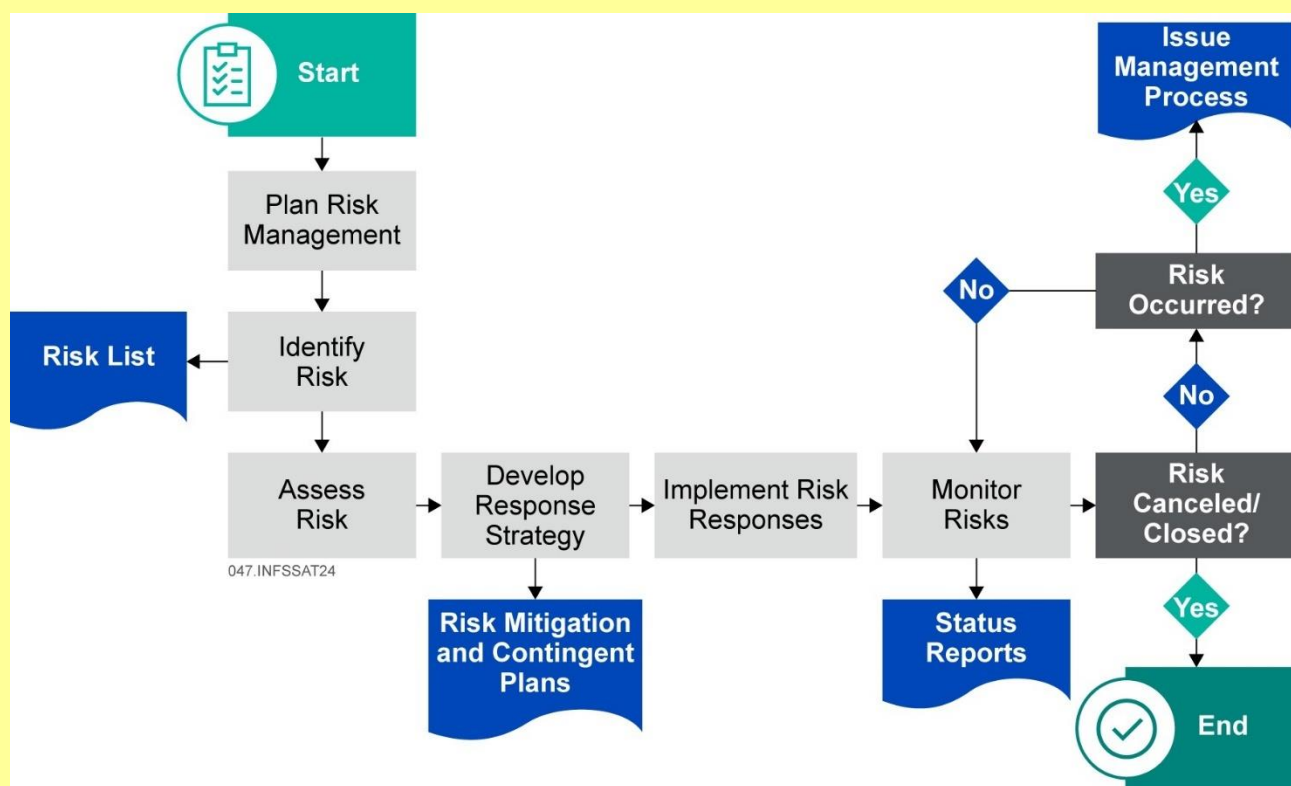 Start
Issue
Management
Process
Plan Risk
Management
Yes
No
Risk
Occurred?
Risk List
Identify
Risk
No
Assess
Risk
Develop
Response
Strategy
Implement Risk
Responses
Monitor
Risks
Risk
Canceled/
Closed?
047.INFSSAT24
Risk Mitigation
and Contingent
Plans
Status
Reports
Yes
End